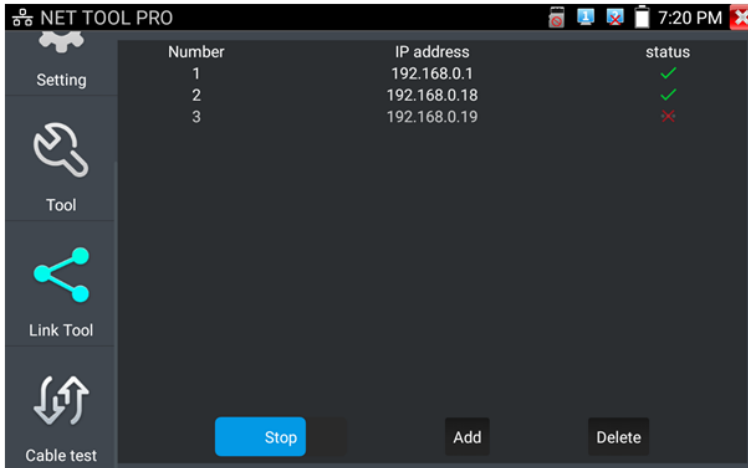 NET TOOL PRO
1
7:20 PM
Setting
Tool
Link Tool
Cable test
Number IP address status
1 192.168.0.1
2 192.168.0.18
3 192.168.0.19
Stop Add Delete